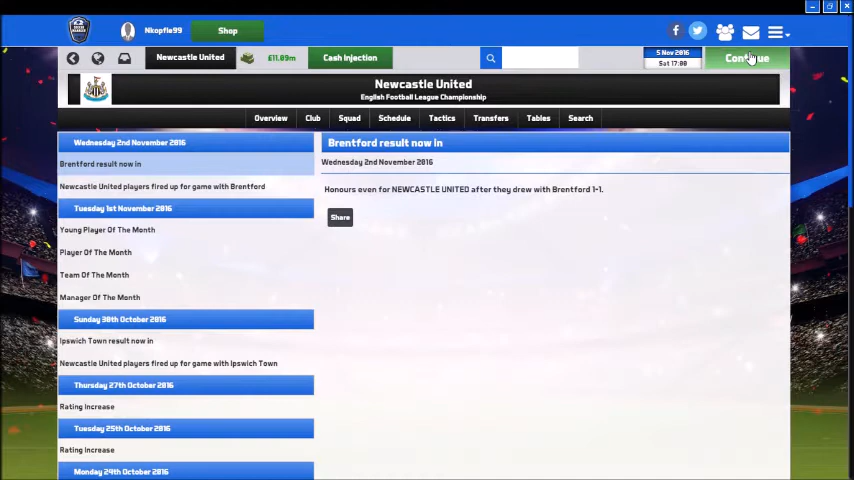 Nkopfle99
Shop
Newcastle United
£11.09m
Cash Injection
5 Nov 2016
Sat 17:00
Continue
Newcastle United
English Football League Championship
Overview
Club
Squad
Schedule
Tactics
Transfers
Tables
Search
Wednesday 2nd November 2016
Brentford result now in
Newcastle United players fired up for game with Brentford
Tuesday 1st November 2016
Young Player Of The Month
Player Of The Month
Team Of The Month
Manager Of The Month
Sunday 30th October 2016
Ipswich Town result now in
Newcastle United players fired up for game with Ipswich Town
Thursday 27th October 2016
Rating Increase
Tuesday 25th October 2016
Rating Increase
Monday 24th October 2016
Brentford result now in
Wednesday 2nd November 2016
Honours even for NEWCASTLE UNITED after they drew with Brentford 1-1.
Share